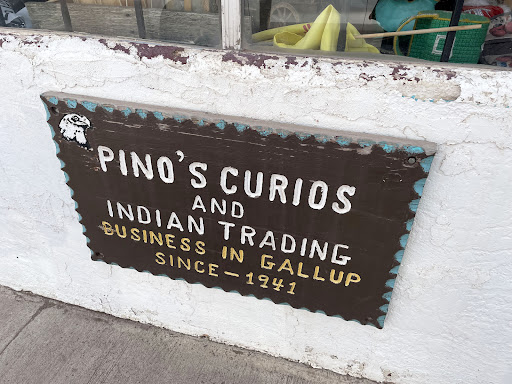 PINO'S CURIOS
AND
INDIAN TRADING
BUSINESS IN GALLUP
SINCE—1941